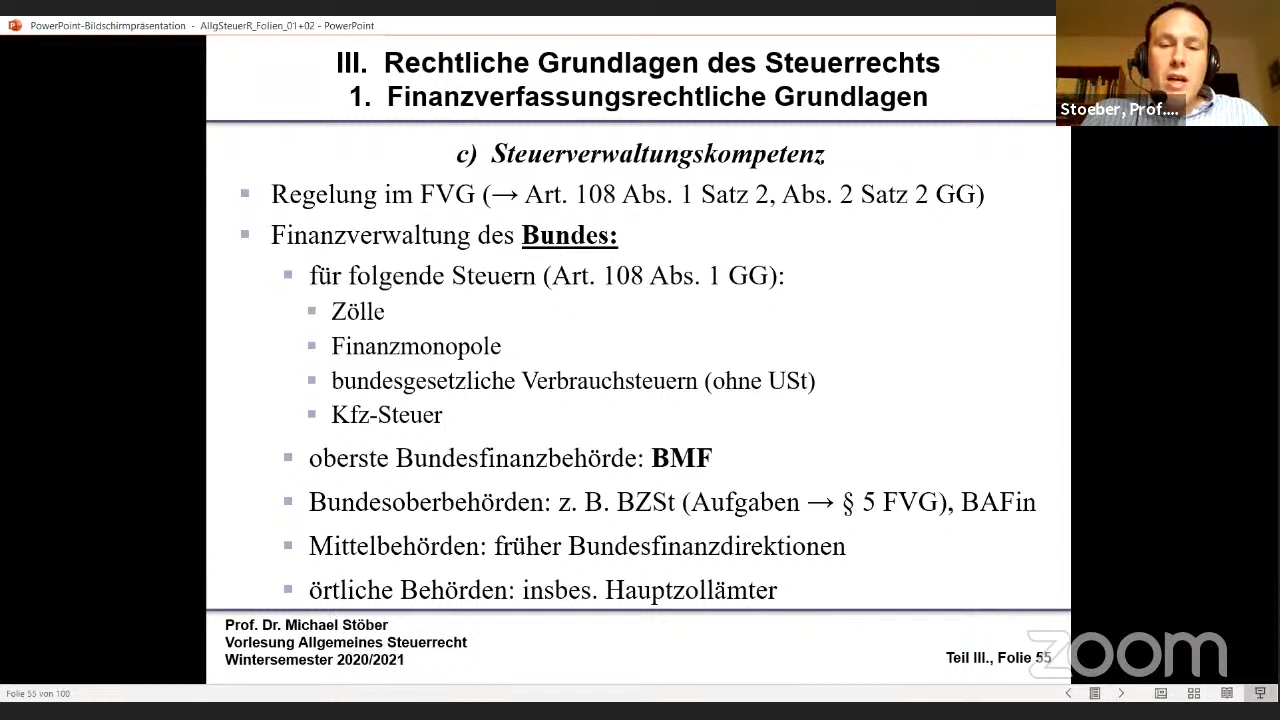 PowerPoint-Bildschirmpräsentation - AllgSteuerR_Folien_01+02 - PowerPoint
III. Rechtliche Grundlagen des Steuerrechts
1. Finanzverfassungsrechtliche Grundlagen
Stoeber, Prof....
c) Steuerverwaltungskompetenz
Regelung im FVG (→ Art. 108 Abs. 1 Satz 2, Abs. 2 Satz 2 GG)
Finanzverwaltung des Bundes:
für folgende Steuern (Art. 108 Abs. 1 GG):
Zölle
Finanzmonopole
bundesgesetzliche Verbrauchsteuern (ohne USt)
Kfz-Steuer
oberste Bundesfinanzbehörde: BMF
Bundesoberbehörden: z. B. BZSt (Aufgaben → § 5 FVG), BAFin
Mittelbehörden: früher Bundesfinanzdirektionen
örtliche Behörden: insbes. Hauptzollämter
Prof. Dr. Michael Stöber
Vorlesung Allgemeines Steuerrecht
Wintersemester 2020/2021
Teil III., Folie 55
zoom
Folie 55 von 100